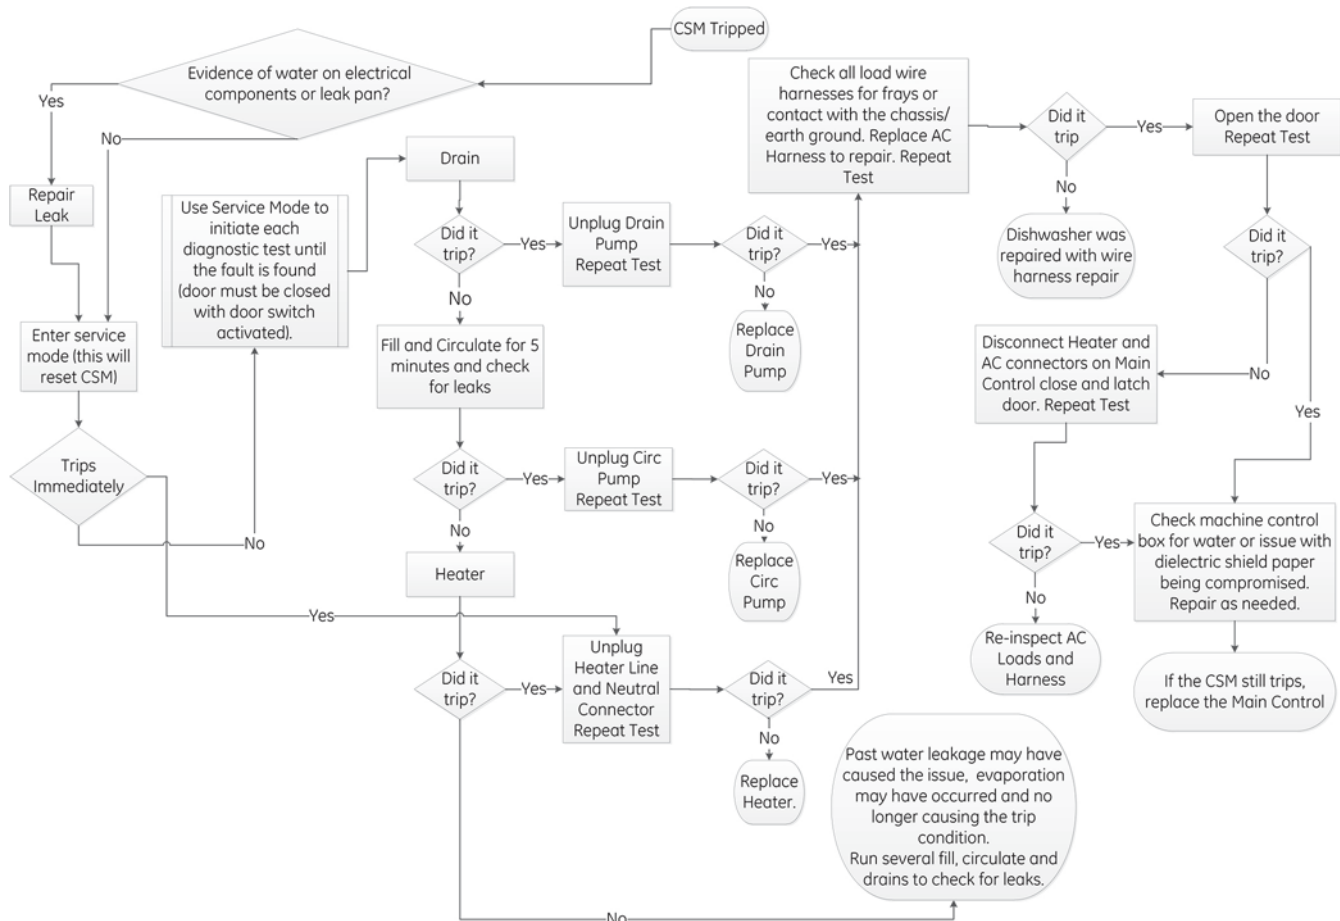 CSM Tripped
Evidence of water on electrical
components or leak pan?
Yes
No
Repair
Leak
Enter service
mode (this will
reset CSM)
Trips
Immediately
No
Yes
Use Service Mode to
initiate each
diagnostic test until
the fault is found
(door must be closed
with door switch
activated).
Drain
Did it
trip?
Yes
Unplug Drain
Pump
Repeat Test
Did it
trip?
Yes
No
Replace
Drain
Pump
No
Fill and Circulate for 5
minutes and check
for leaks
Did it
trip?
Yes
Unplug Circ
Pump
Repeat Test
Did it
trip?
Yes
No
Replace
Circ
Pump
No
Heater
Did it
trip?
Yes
Unplug
Heater Line
and Neutral
Connector
Repeat Test
Did it
trip?
Yes
No
Replace
Heater.
No
Past water leakage may have
caused the issue, evaporation
may have occurred and no
longer causing the trip
condition.
Run several fill, circulate and
drains to check for leaks.
Check all load wire
harnesses for frays or
contact with the chassis/
earth ground. Replace AC
Harness to repair. Repeat
Test
Did it
trip
No
Dishwasher was
repaired with wire
harness repair
Yes
Open the door
Repeat Test
Did it
trip?
No
Yes
Disconnect Heater and
AC connectors on Main
Control close and latch
door. Repeat Test
Did it
trip?
Yes
No
Re-inspect AC
Loads and
Harness
Check machine control
box for water or issue with
dielectric shield paper
being compromised.
Repair as needed.
If the CSM still trips,
replace the Main Control